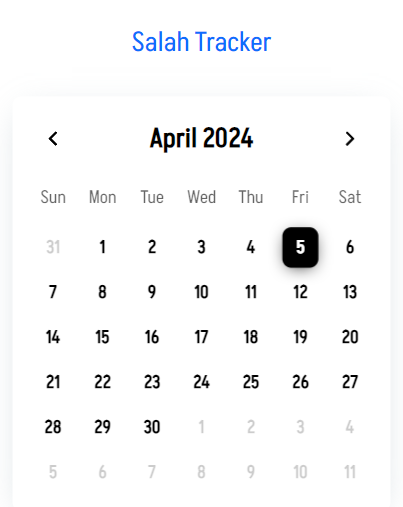 Salah Tracker
April 2024
Sun Mon Tue Wed Thu Fri Sat
31 1 2 3 4 5 6
7 8 9 10 11 12 13
14 15 16 17 18 19 20
21 22 23 24 25 26 27
28 29 30 1 2 3 4
5 6 7 8 9 10 11